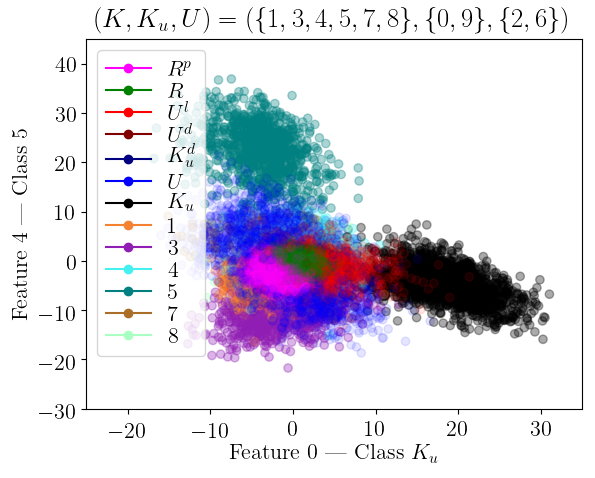 (K, K_u, U) = ({1, 3, 4, 5, 7, 8}, {0, 9}, {2, 6})
40
30
20
10
0
−10
−20
−30
Feature 4 — Class 5
R^p
R
U^l
U^d
K_u^d
U
K_u
1
3
4
5
7
8
−20 −10 0 10 20 30
Feature 0 — Class K_u